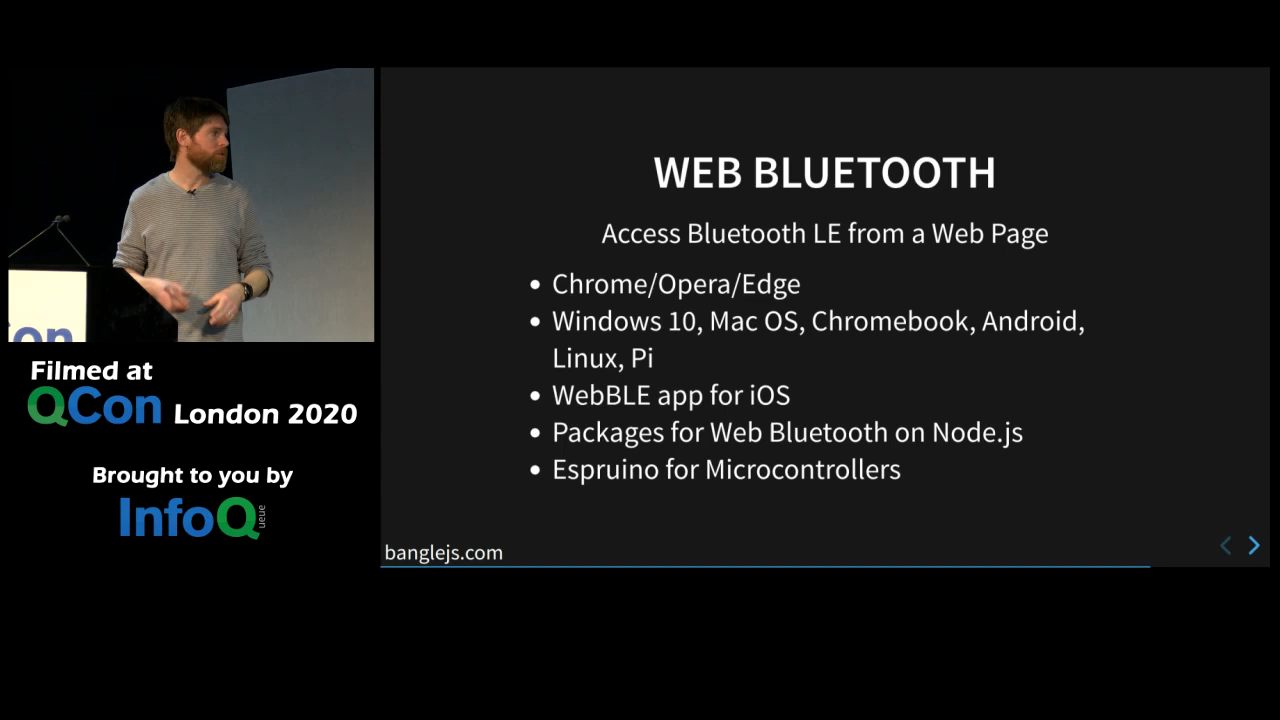 WEB BLUETOOTH
Access Bluetooth LE from a Web Page
• Chrome/Opera/Edge
• Windows 10, Mac OS, Chromebook, Android,
Linux, Pi
• WebBLE app for iOS
• Packages for Web Bluetooth on Node.js
• Espruino for Microcontrollers
banglejs.com
Con
Filmed at
QCon London 2020
Brought to you by
InfoQ
ueue